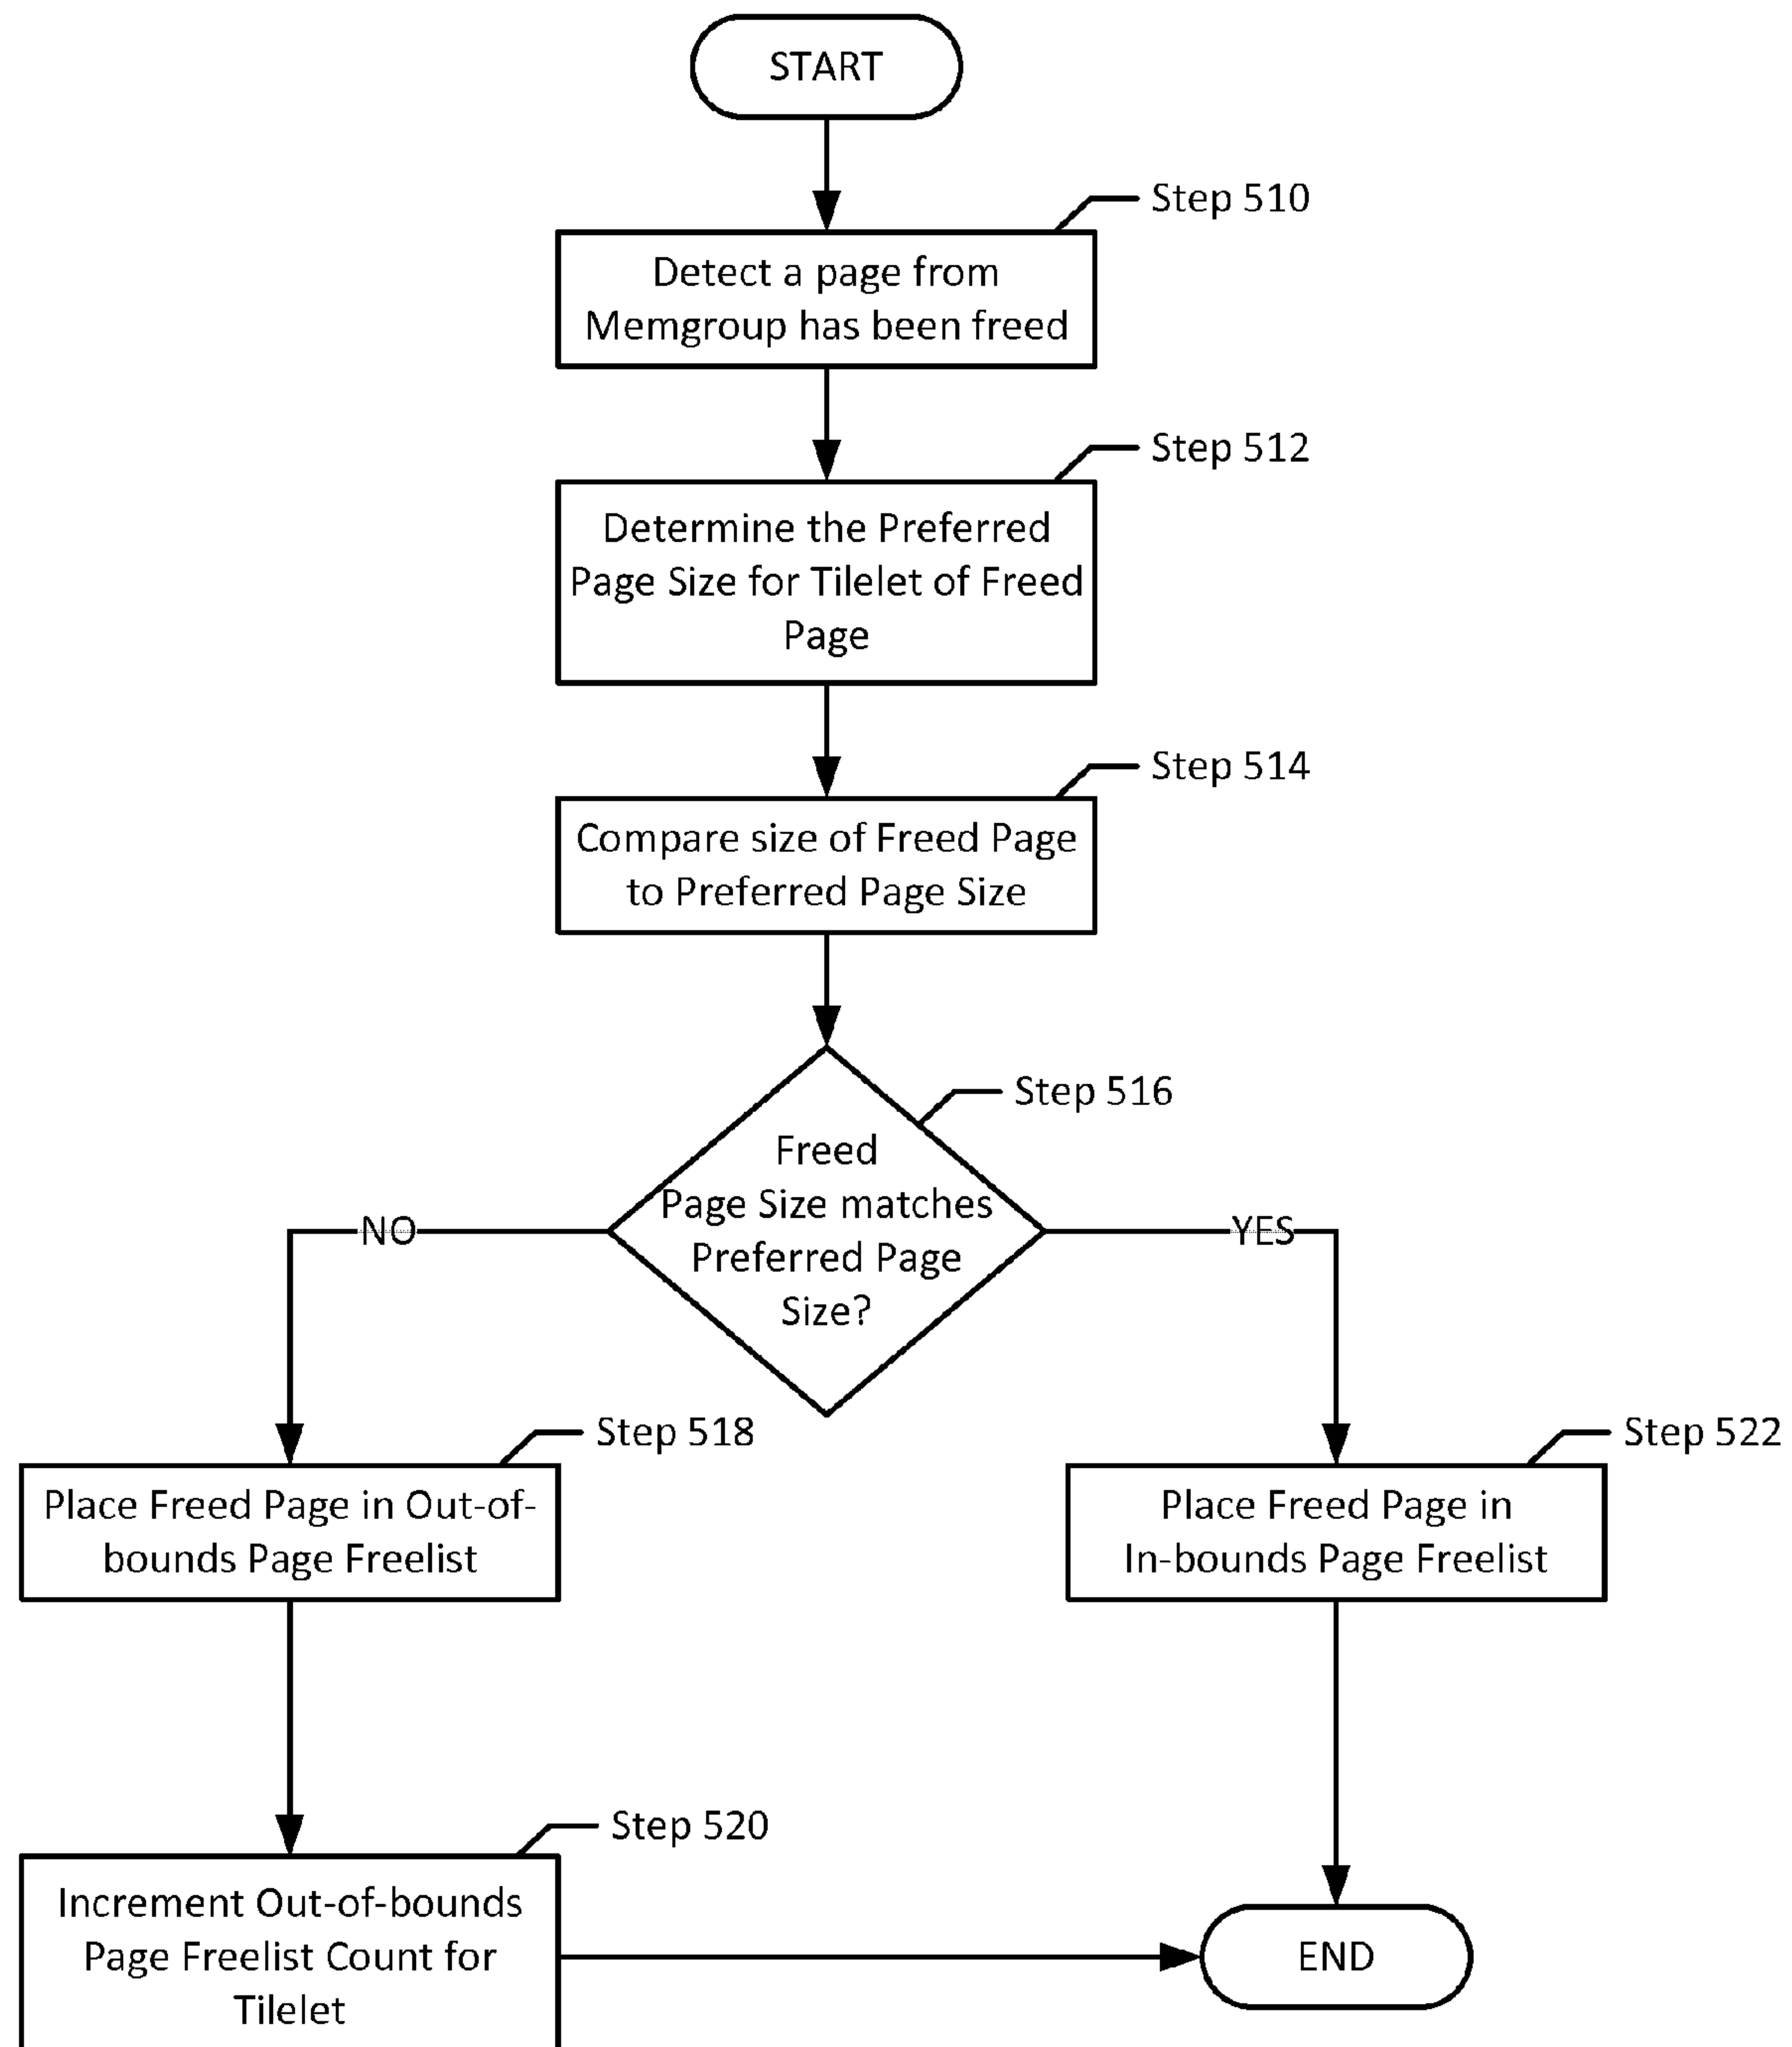 START
Step 510
Detect a page from
Memgroup has been freed
Step 512
Determine the Preferred
Page Size for Tilelet of Freed
Page
Step 514
Compare size of Freed Page
to Preferred Page Size
Step 516
Freed
Page Size matches
Preferred Page
Size?
NO
YES
Step 518
Place Freed Page in Out-of-
bounds Page Freelist
Step 522
Place Freed Page in
In-bounds Page Freelist
Step 520
Increment Out-of-bounds
Page Freelist Count for
Tilelet
END